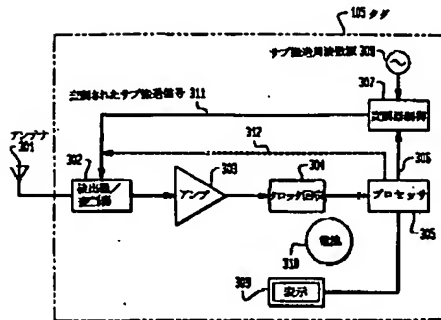 105 タグ
サブ搬送周波数源 308
307
変調器制御
変調されたサブ搬送信号 311
312
アンテナ
301
302
検出器/
変調器
303
アンプ
304
クロック回復
306
プロセッサ
305
310
電池
309
表示